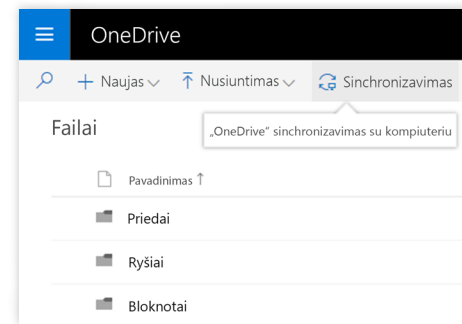 OneDrive
Naujas Nusiuntimas Sinchronizavimas
Failai
„OneDrive“ sinchronizavimas su kompiuteriu
Pavadinimas ↑
Priedai
Ryšiai
Bloknotai